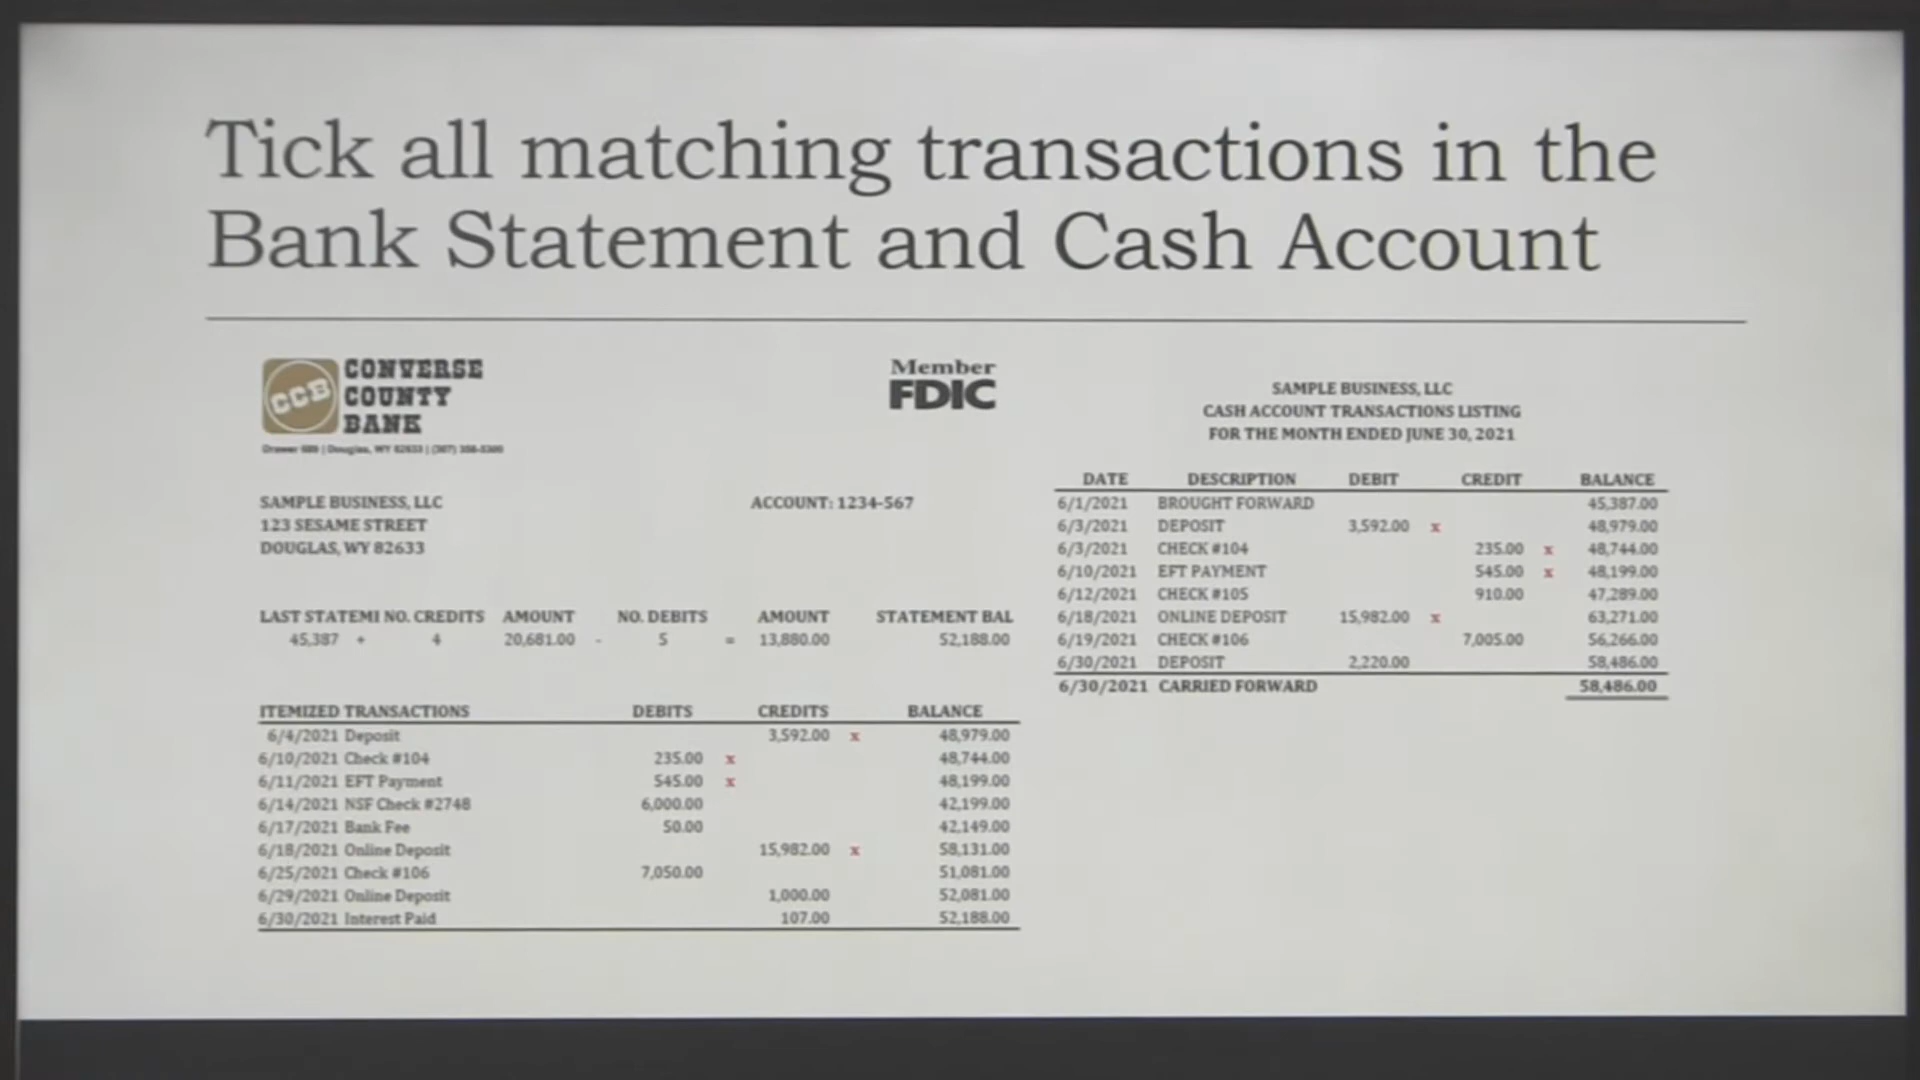 Tick all matching transactions in the
Bank Statement and Cash Account
CCB
CONVERSE
COUNTY
BANK
Douglas, WY 82633
Member
FDIC
SAMPLE BUSINESS, LLC
123 SESAME STREET
DOUGLAS, WY 82633
ACCOUNT: 1234-567
LAST STATEMI NO. CREDITS AMOUNT NO. DEBITS AMOUNT STATEMENT BAL
45,387 + 4 20,681.00 - 5 = 13,880.00 52,188.00
ITEMIZED TRANSACTIONS DEBITS CREDITS BALANCE
6/4/2021 Deposit 3,592.00 x 48,979.00
6/10/2021 Check #104 235.00 x 48,744.00
6/11/2021 EFT Payment 545.00 x 48,199.00
6/14/2021 NSF Check #2748 6,000.00 42,199.00
6/17/2021 Bank Fee 50.00 42,149.00
6/18/2021 Online Deposit 15,982.00 x 58,131.00
6/25/2021 Check #106 7,050.00 51,081.00
6/29/2021 Online Deposit 1,000.00 52,081.00
6/30/2021 Interest Paid 107.00 52,188.00
SAMPLE BUSINESS, LLC
CASH ACCOUNT TRANSACTIONS LISTING
FOR THE MONTH ENDED JUNE 30, 2021
DATE DESCRIPTION DEBIT CREDIT BALANCE
6/1/2021 BROUGHT FORWARD 45,387.00
6/3/2021 DEPOSIT 3,592.00 x 48,979.00
6/3/2021 CHECK #104 235.00 x 48,744.00
6/10/2021 EFT PAYMENT 545.00 x 48,199.00
6/12/2021 CHECK #105 910.00 47,289.00
6/18/2021 ONLINE DEPOSIT 15,982.00 x 63,271.00
6/19/2021 CHECK #106 7,005.00 56,266.00
6/30/2021 DEPOSIT 2,220.00 58,486.00
6/30/2021 CARRIED FORWARD 58,486.00